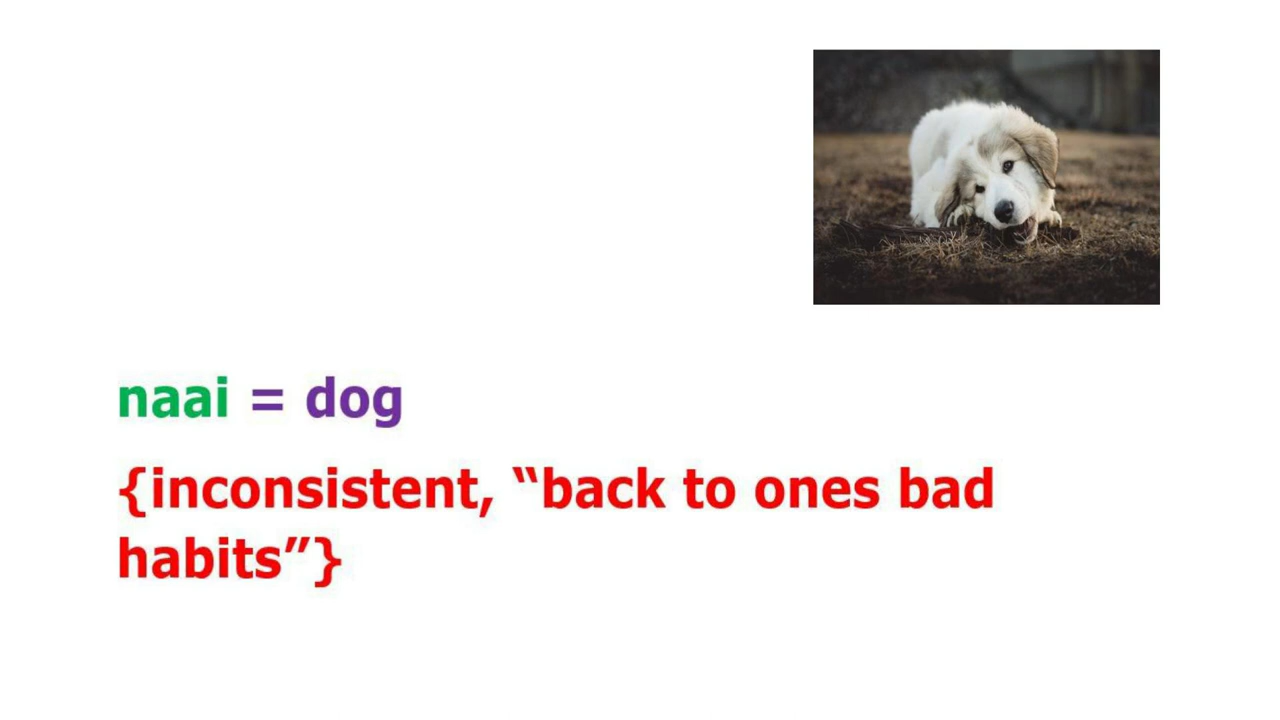 naai = dog
{inconsistent, “back to ones bad
habits”}